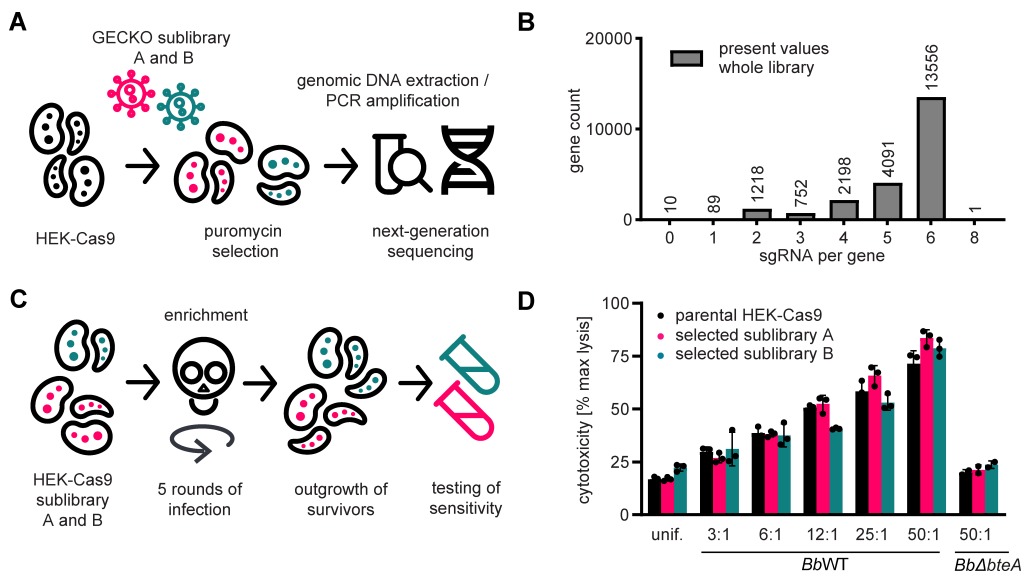 A
GECKO sublibrary
A and B
genomic DNA extraction /
PCR amplification
HEK-Cas9
puromycin
selection
next-generation
sequencing
B
present values
whole library
gene count
20000
10000
0
10
89
1218
752
2198
4091
13556
1
0 1 2 3 4 5 6 8
sgRNA per gene
C
enrichment
HEK-Cas9
sublibrary
A and B
5 rounds of
infection
outgrowth of
survivors
testing of
sensitivity
D
parental HEK-Cas9
selected sublibrary A
selected sublibrary B
cytotoxicity [% max lysis]
100
75
50
25
0
unif. 3:1 6:1 12:1 25:1 50:1 50:1
BbWT BbΔbteA